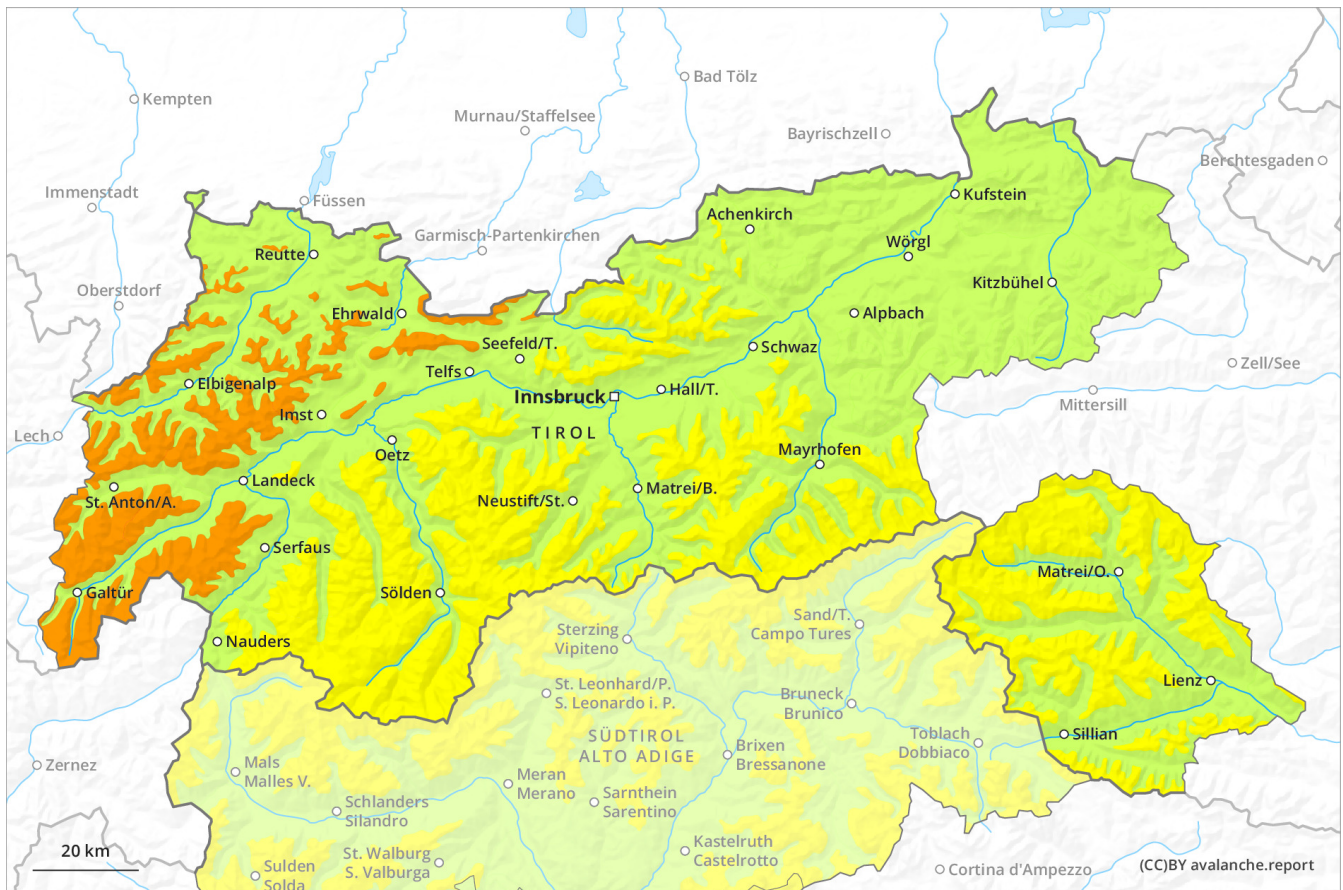 Bad Tölz
Kempten
Murnau/Staffelsee
Bayrischzell
Berchtesgaden
Immenstadt
Füssen
Kufstein
Achenkirch
Garmisch-Partenkirchen
Wörgl
Reutte
Kitzbühel
Oberstdorf
Ehrwald
Alpbach
Seefeld/T.
Schwaz
Zell/See
Telfs
Elbigenalp
Hall/T.
Innsbruck
Mittersill
Imst
Lech
TIROL
Oetz
Mayrhofen
Landeck
Matrei/B.
St. Anton/A.
Neustift/St.
Serfaus
Matrei/O.
Galtür
Sölden
Sand/T.
Campo Tures
Sterzing
Vipiteno
Nauders
Lienz
St. Leonhard/P.
S. Leonardo i. P.
Bruneck
Brunico
Sillian
Toblach
Dobbiaco
SÜDTIROL
ALTO ADIGE
Brixen
Bressanone
Zernez
Mals
Malles V.
Meran
Merano
Sarnthein
Sarentino
Schlanders
Silandro
Kastelruth
Castelrotto
20 km
St. Walburg
S. Valburga
Sulden
Solda
Cortina d'Ampezzo
(CC)BY avalanche.report